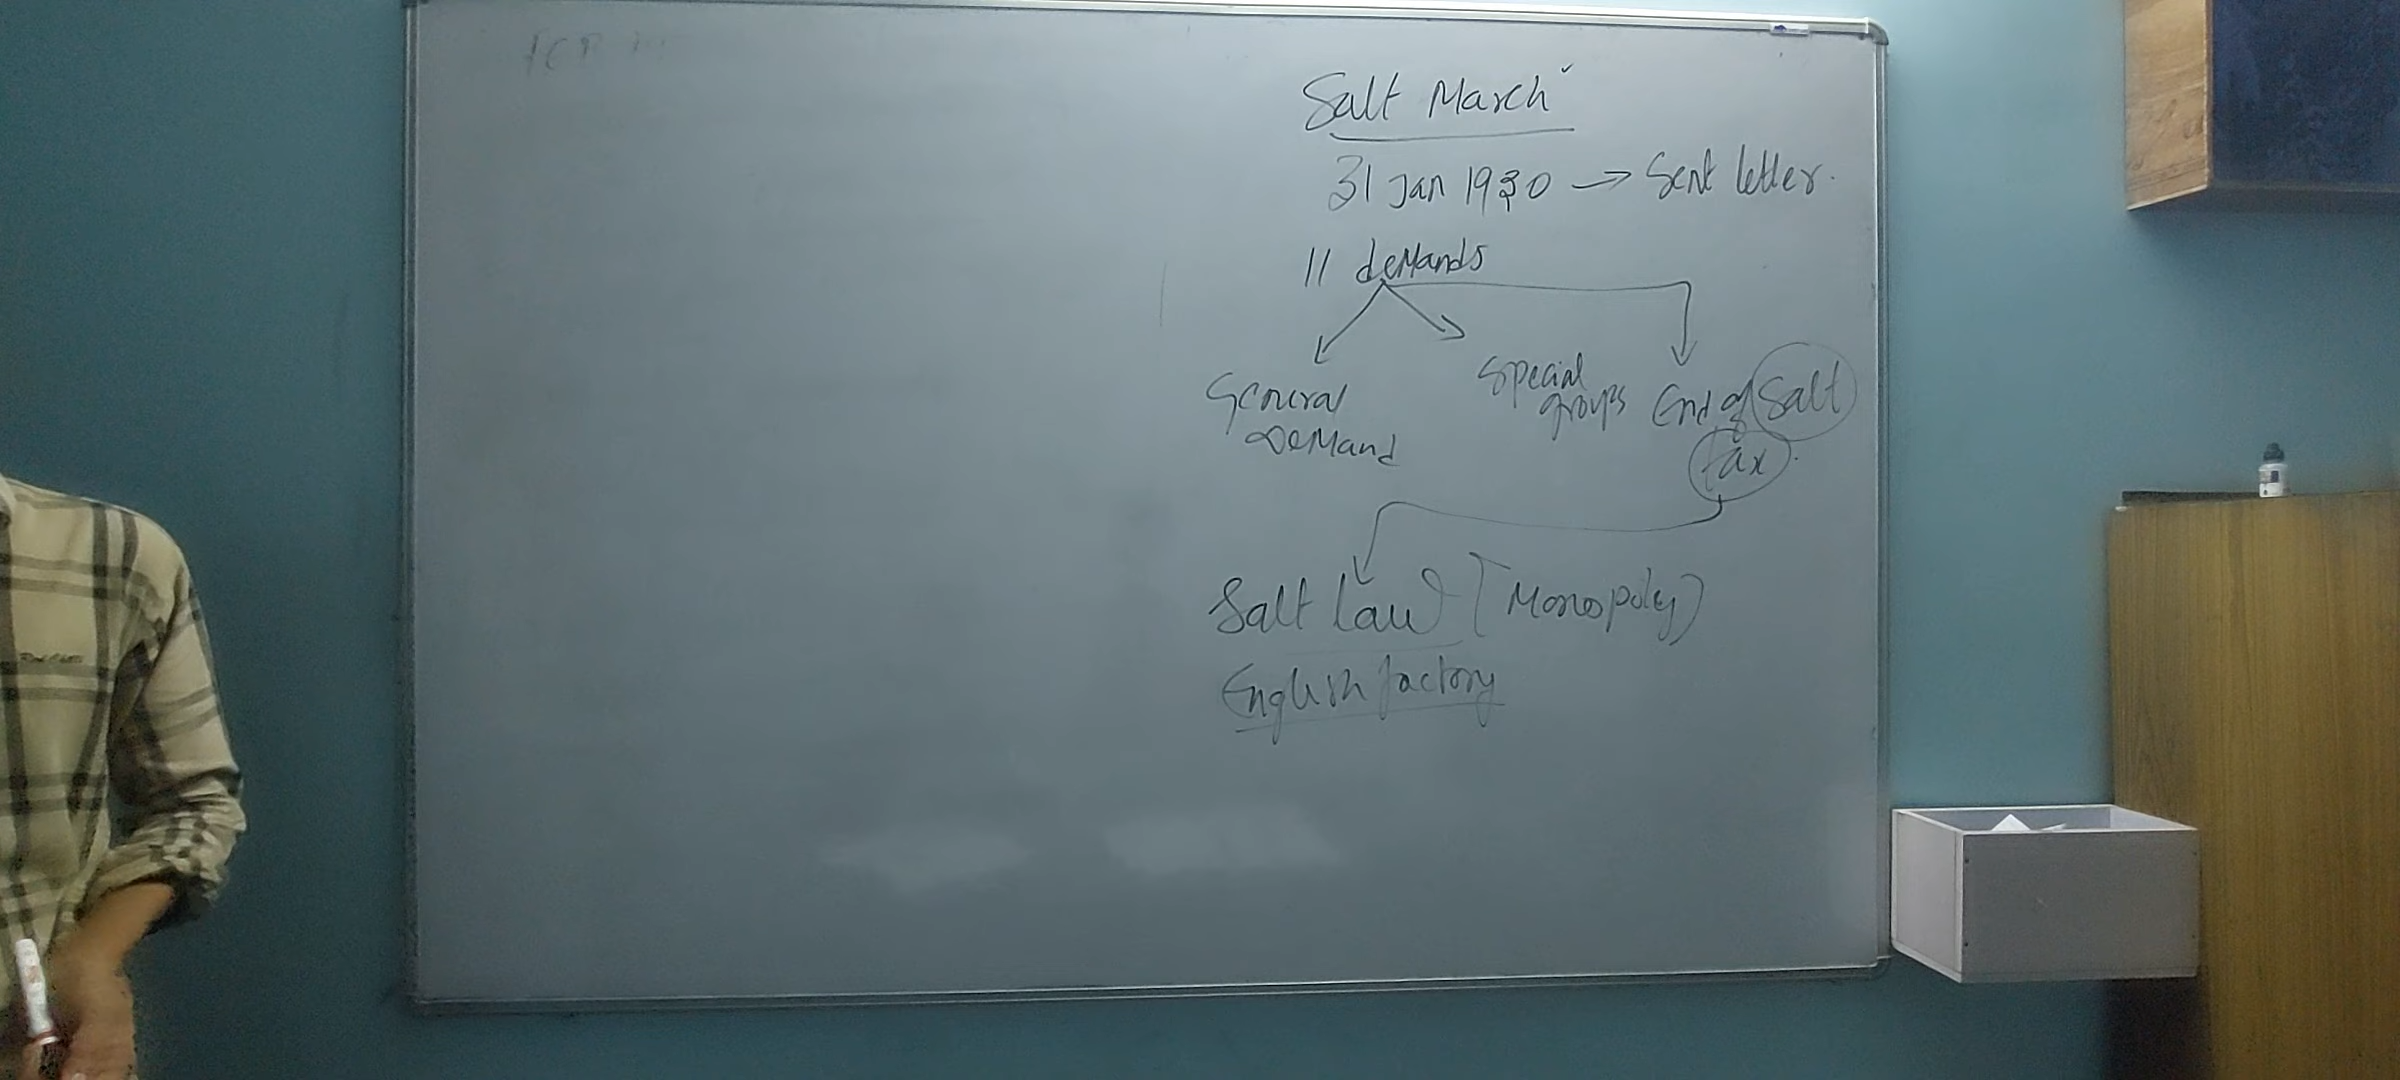 Salt March
31 Jan 1930 → Sent letter.
11 demands
General
Demand
Special
groups
End of Salt
tax.
Salt law (Monopoly)
English factory